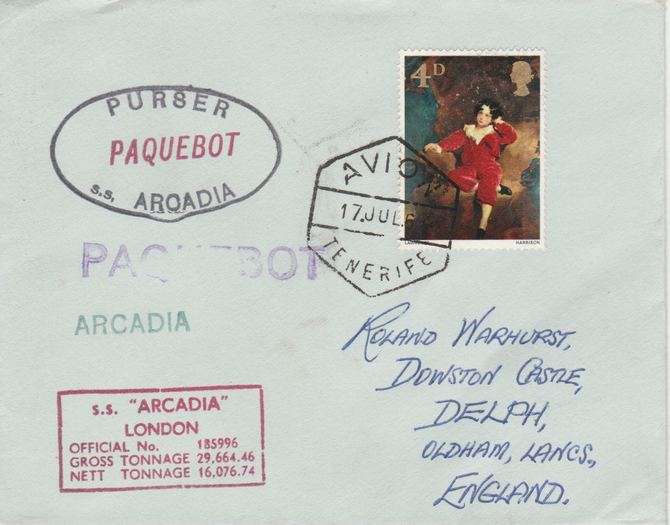 PURSER
PAQUEBOT
s.s. ARCADIA
PAQUEBOT
ARCADIA
s.s. "ARCADIA"
LONDON
OFFICIAL No. 185996
GROSS TONNAGE 29,664.46
NETT TONNAGE 16,076.74
4D
HARRISON
AVION
17.JUL.6
TENERIFE
ROLAND WARHURST,
DOWSTON CASTLE,
DELPH,
OLDHAM, LANCS.,
ENGLAND.